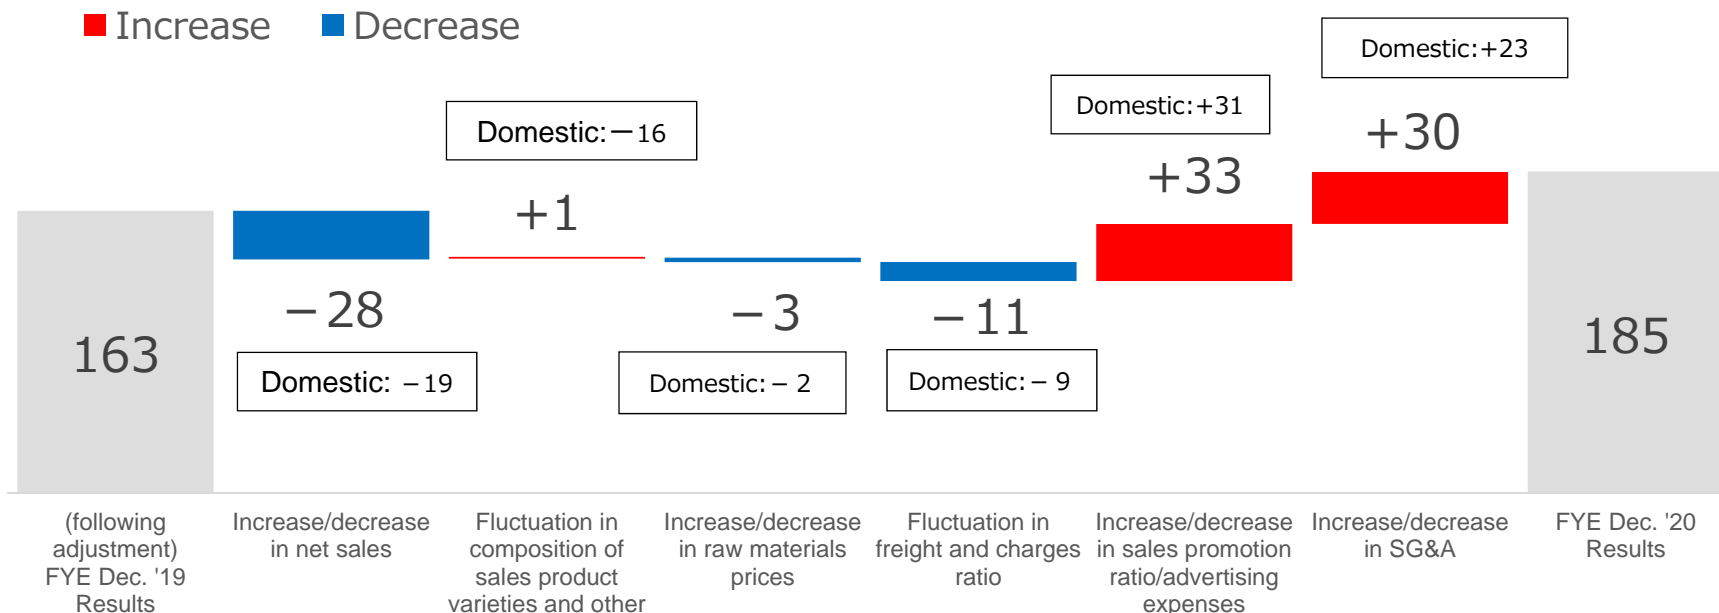 Increase Decrease
Domestic:+23
Domestic:+31
Domestic:－16
+30
+33
+1
163
－28
－3
－11
185
Domestic: －19
Domestic:－ 2
Domestic:－ 9
(following
adjustment)
FYE Dec. '19
Results
Increase/decrease
in net sales
Fluctuation in
composition of
sales product
varieties and other
Increase/decrease
in raw materials
prices
Fluctuation in
freight and charges
ratio
Increase/decrease
in sales promotion
ratio/advertising
expenses
Increase/decrease
in SG&A
FYE Dec. '20
Results